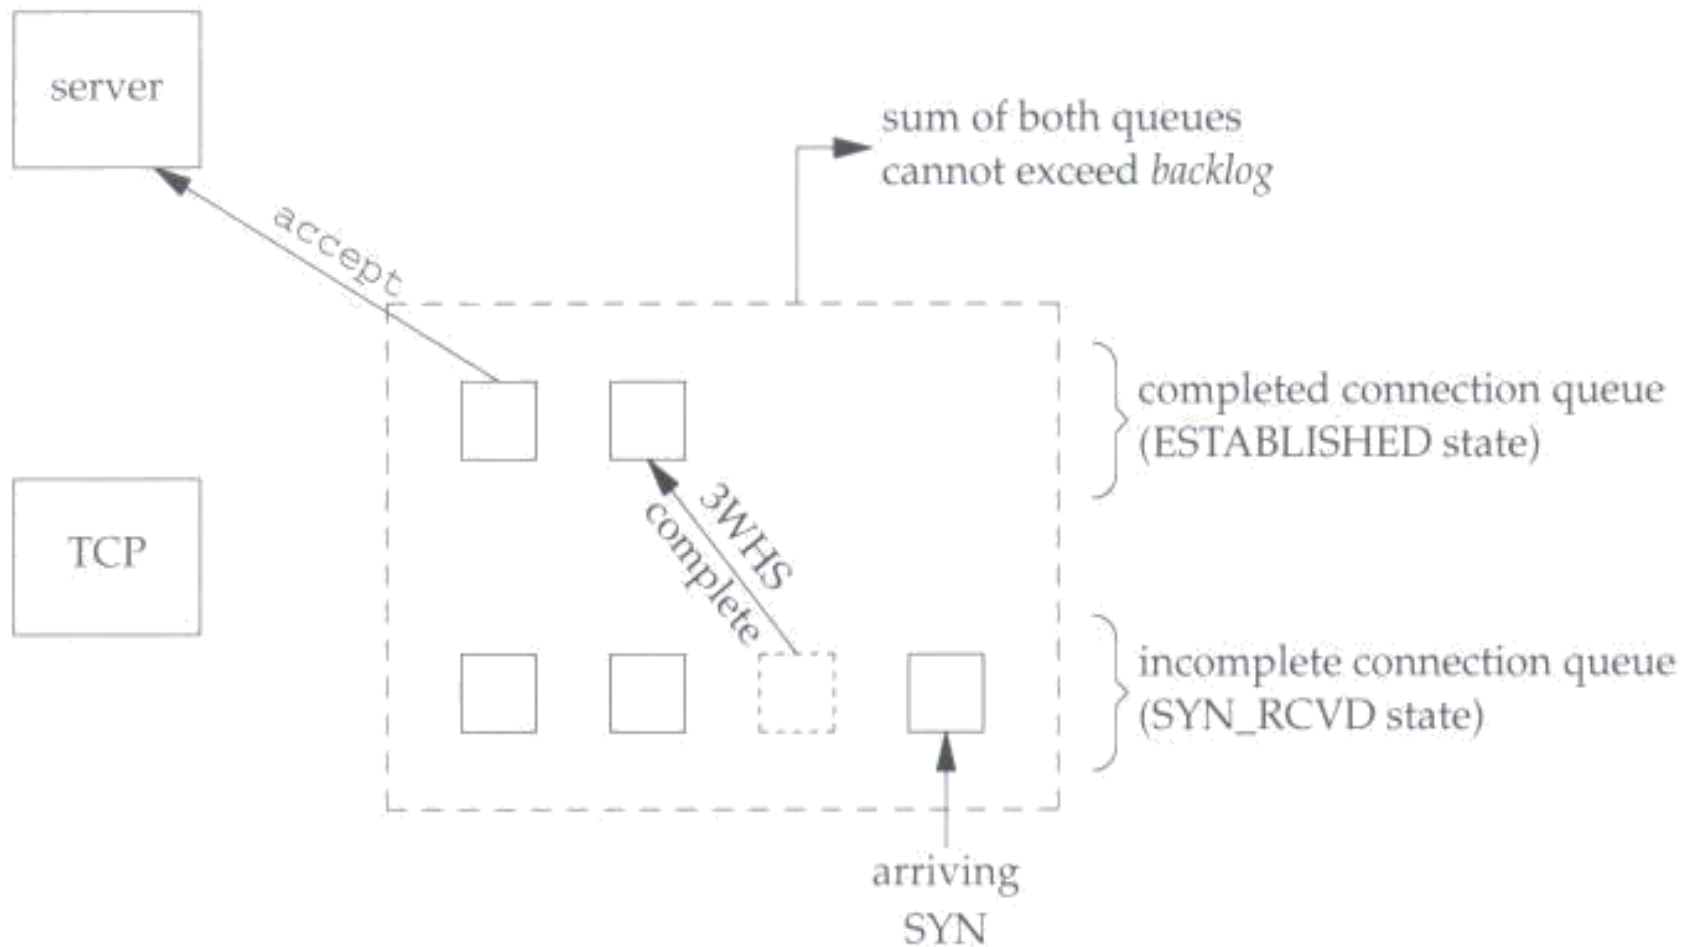 server
sum of both queues
cannot exceed backlog
accept
completed connection queue
(ESTABLISHED state)
3WHS
complete
TCP
incomplete connection queue
(SYN_RCVD state)
arriving
SYN